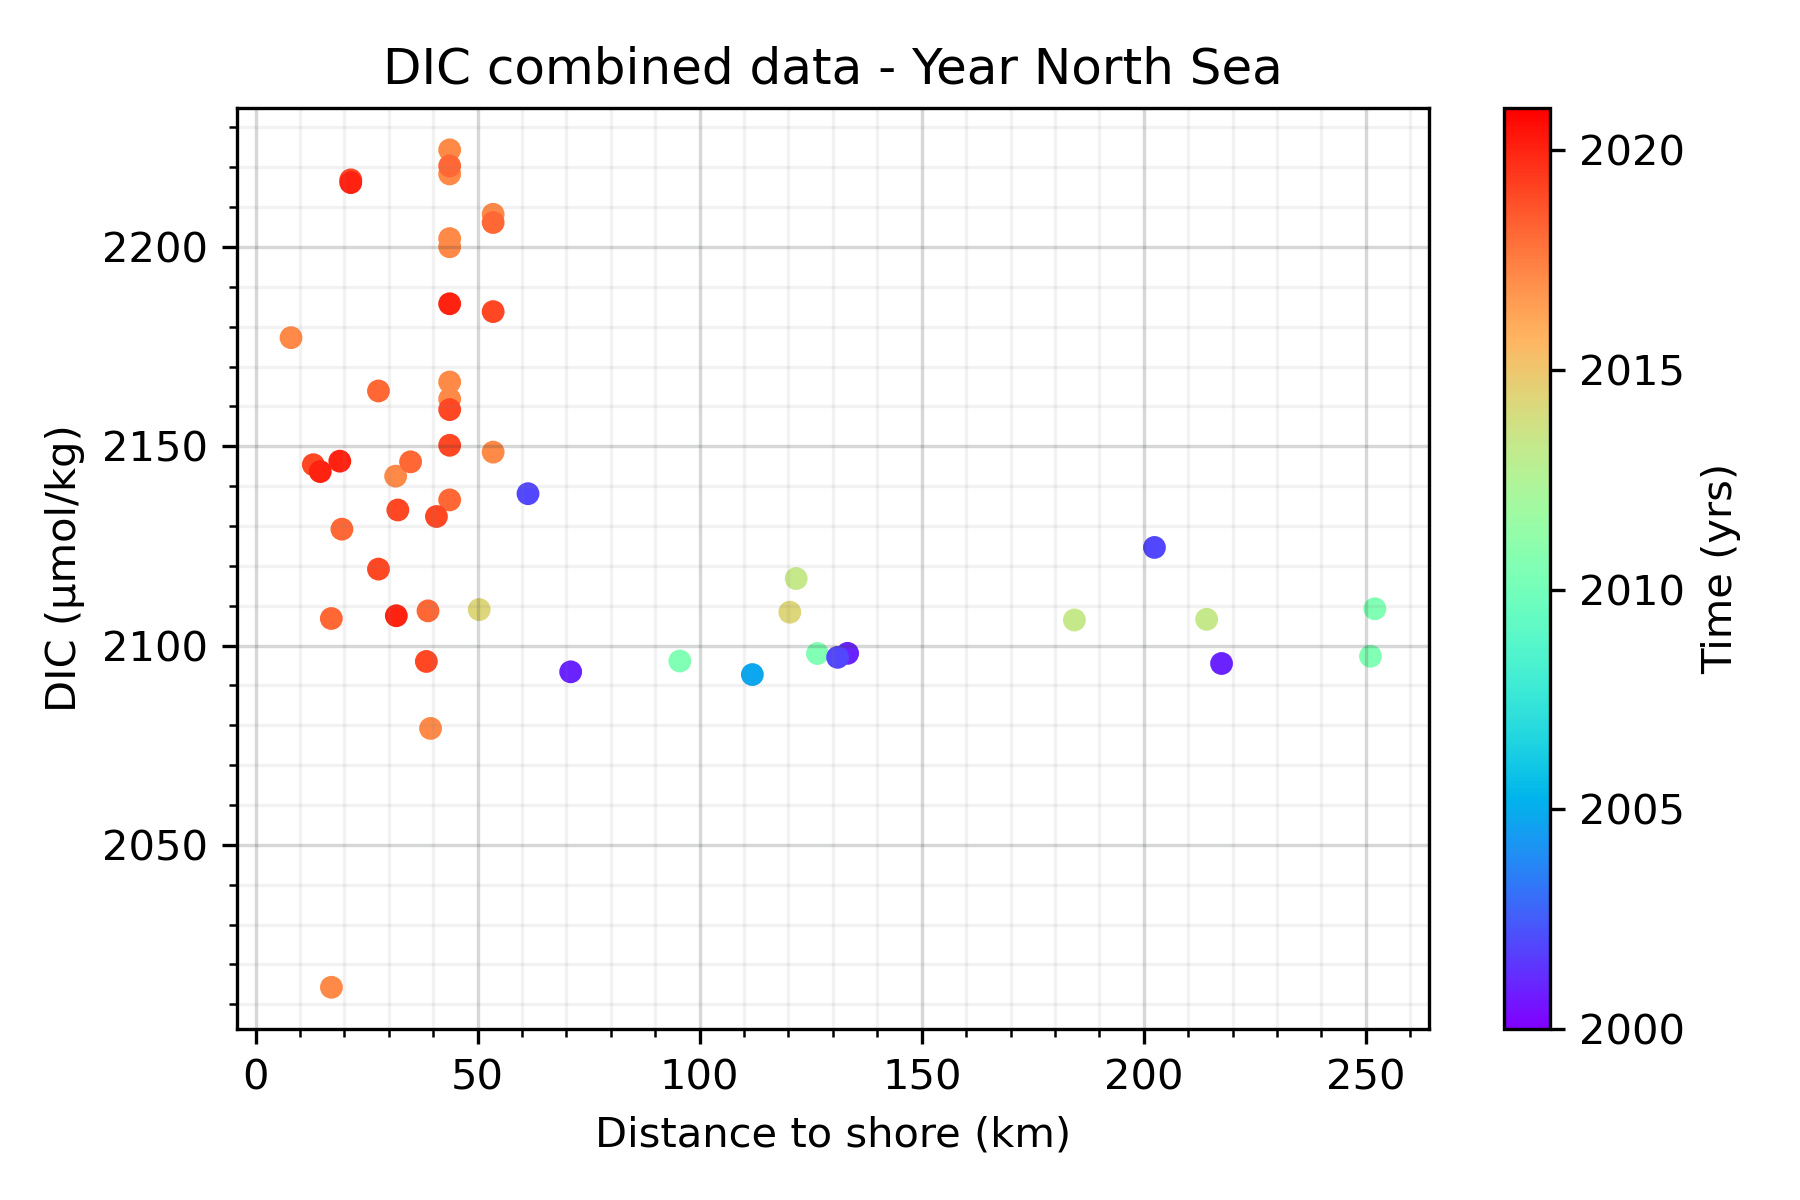 DIC combined data - Year North Sea
DIC (µmol/kg)
2200
2150
2100
2050
0 50 100 150 200 250
Distance to shore (km)
2020
2015
2010
2005
2000
Time (yrs)